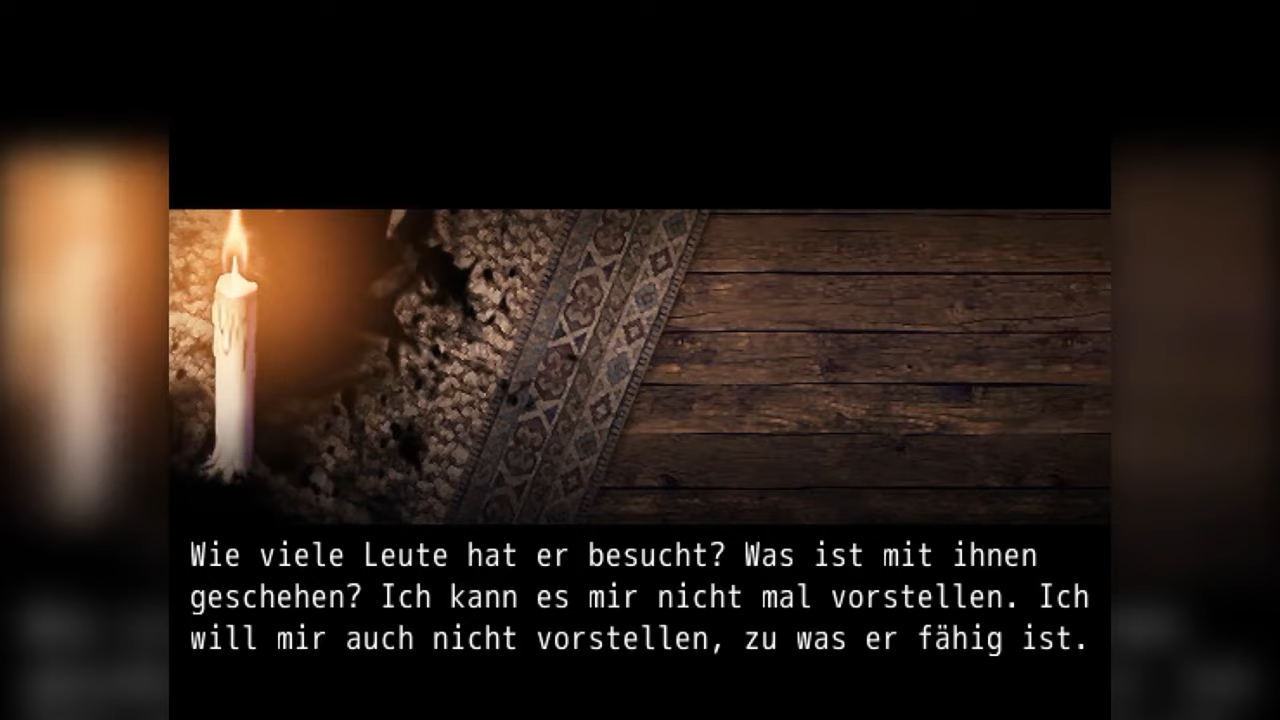 Wie viele Leute hat er besucht? Was ist mit ihnen
geschehen? Ich kann es mir nicht mal vorstellen. Ich
will mir auch nicht vorstellen, zu was er fähig ist.